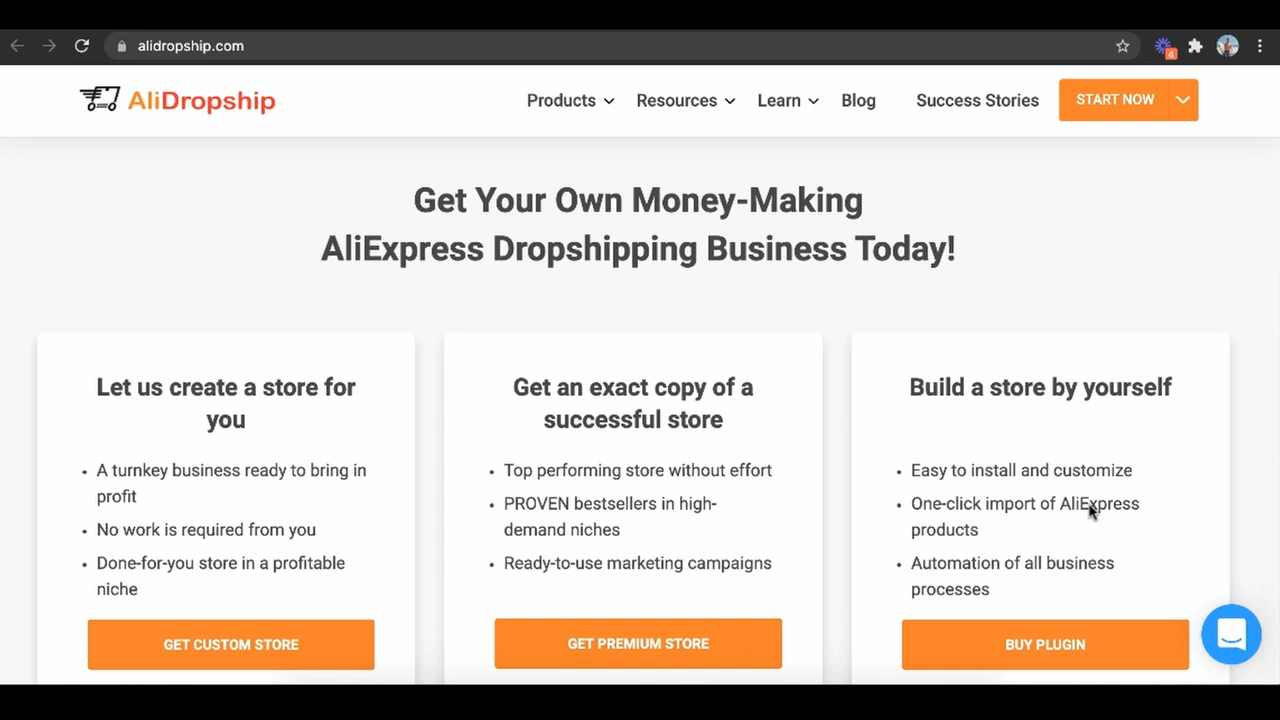 alidropship.com
4
AliDropship
Products
Resources
Learn
Blog
Success Stories
START NOW
Get Your Own Money-Making
AliExpress Dropshipping Business Today!
Let us create a store for
you
• A turnkey business ready to bring in
profit
• No work is required from you
• Done-for-you store in a profitable
niche
GET CUSTOM STORE
Get an exact copy of a
successful store
• Top performing store without effort
• PROVEN bestsellers in high-
demand niches
• Ready-to-use marketing campaigns
GET PREMIUM STORE
Build a store by yourself
• Easy to install and customize
• One-click import of AliExpress
products
• Automation of all business
processes
BUY PLUGIN